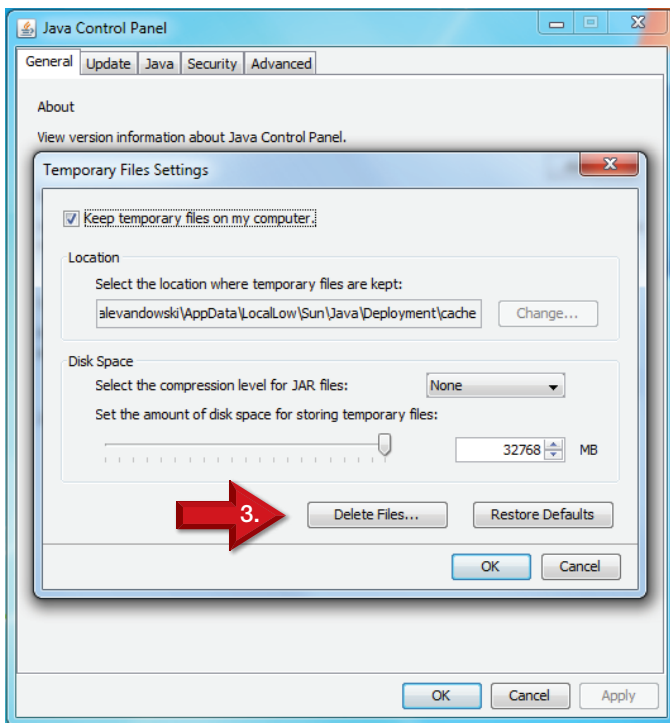 Java Control Panel
General Update Java Security Advanced
About
View version information about Java Control Panel.
Temporary Files Settings
Keep temporary files on my computer.
Location
Select the location where temporary files are kept:
alevandowski\AppData\LocalLow\Sun\Java\Deployment\cache Change...
Disk Space
Select the compression level for JAR files: None
Set the amount of disk space for storing temporary files:
32768 MB
3. Delete Files... Restore Defaults
OK Cancel
OK Cancel Apply